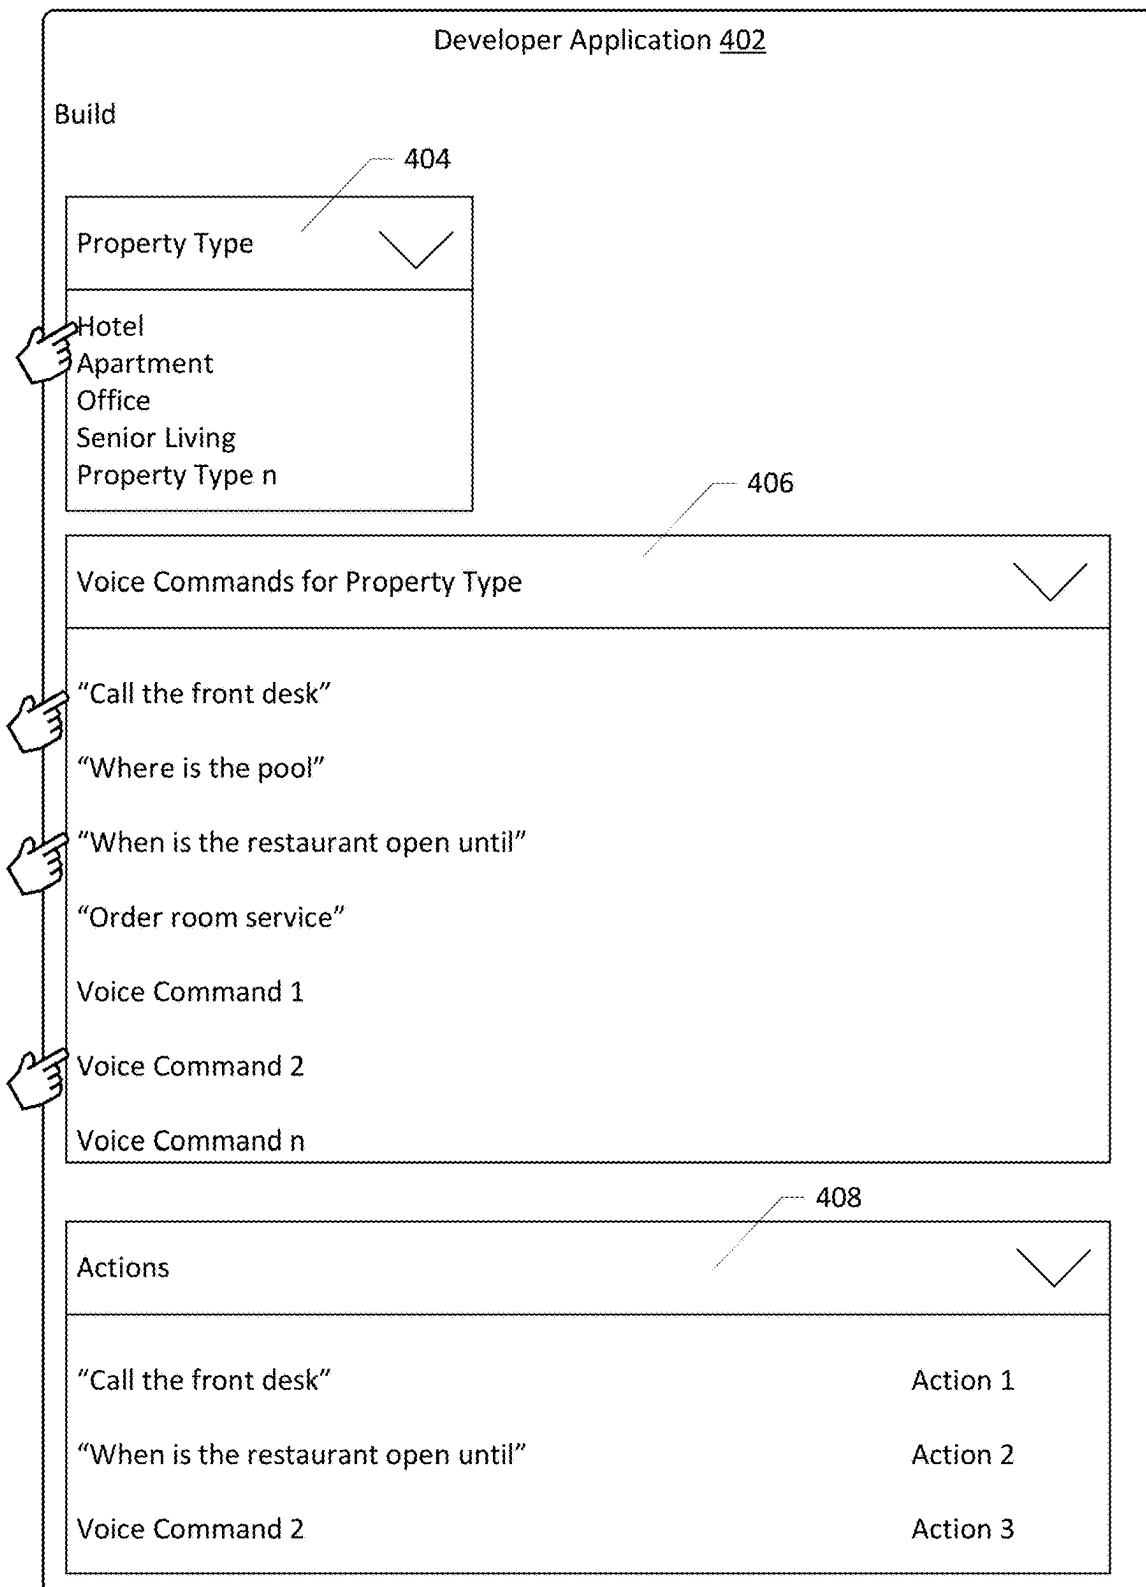 Developer Application 402
Build
404
Property Type
Hotel
Apartment
Office
Senior Living
Property Type n
406
Voice Commands for Property Type
“Call the front desk”
“Where is the pool”
“When is the restaurant open until”
“Order room service”
Voice Command 1
Voice Command 2
Voice Command n
408
Actions
“Call the front desk” Action 1
“When is the restaurant open until” Action 2
Voice Command 2 Action 3